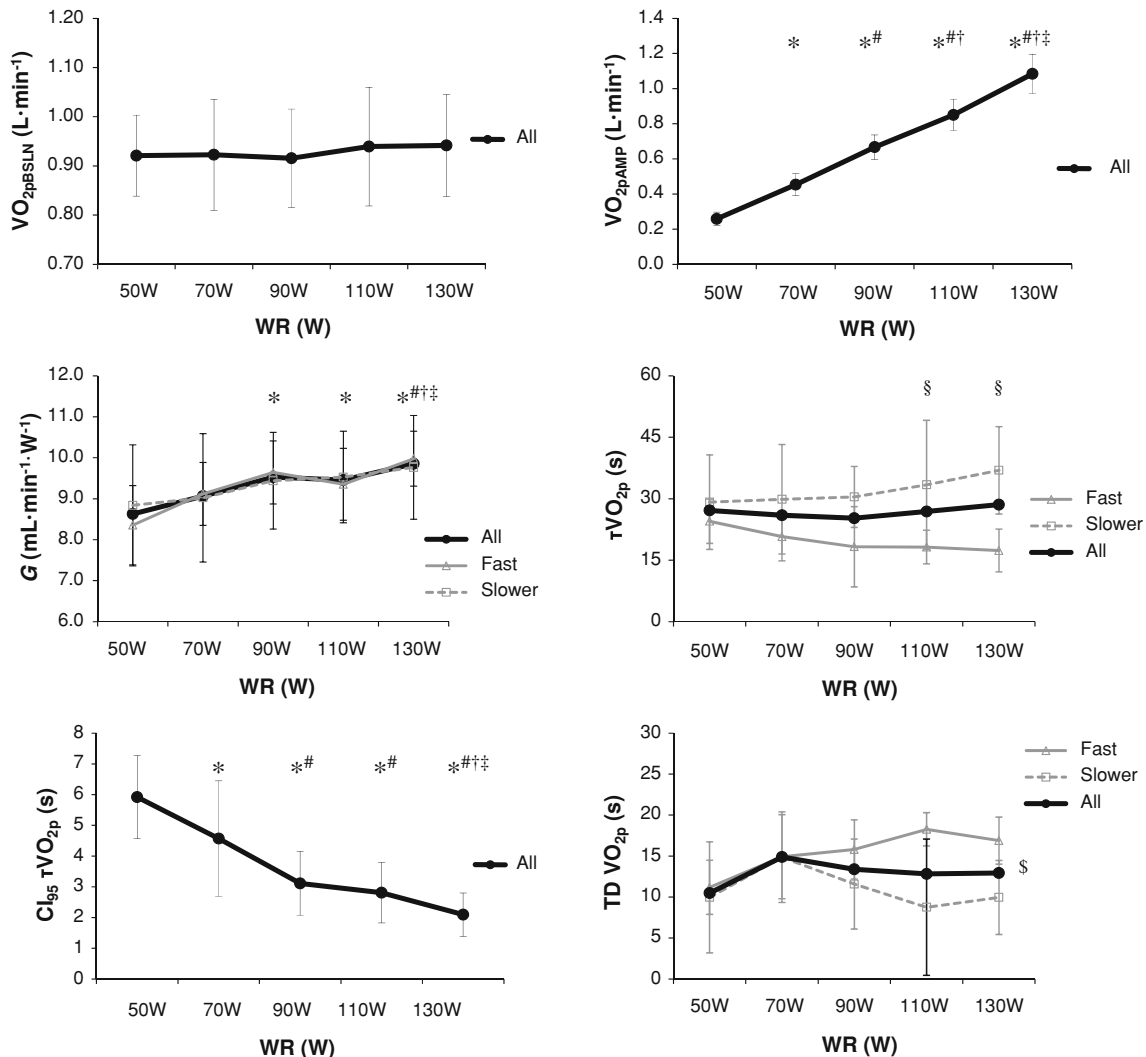 1.20
1.10
1.00
0.90
0.80
0.70
VO2pBSLN (L·min-1)
50W 70W 90W 110W 130W
WR (W)
All
1.4
1.2
1.0
0.8
0.6
0.4
0.2
0.0
VO2pAMP (L·min-1)
* *# *#† *#†‡
50W 70W 90W 110W 130W
WR (W)
All
12.0
11.0
10.0
9.0
8.0
7.0
6.0
G (mL·min-1·W-1)
* * *#†‡
50W 70W 90W 110W 130W
WR (W)
All
Fast
Slower
60
45
30
15
0
τVO2p (s)
§ §
50W 70W 90W 110W 130W
WR (W)
Fast
Slower
All
8
7
6
5
4
3
2
1
0
CI95 τVO2p (s)
* *# *# *#†‡
50W 70W 90W 110W 130W
WR (W)
All
30
25
20
15
10
5
0
TD VO2p (s)
$
50W 70W 90W 110W 130W
WR (W)
Fast
Slower
All